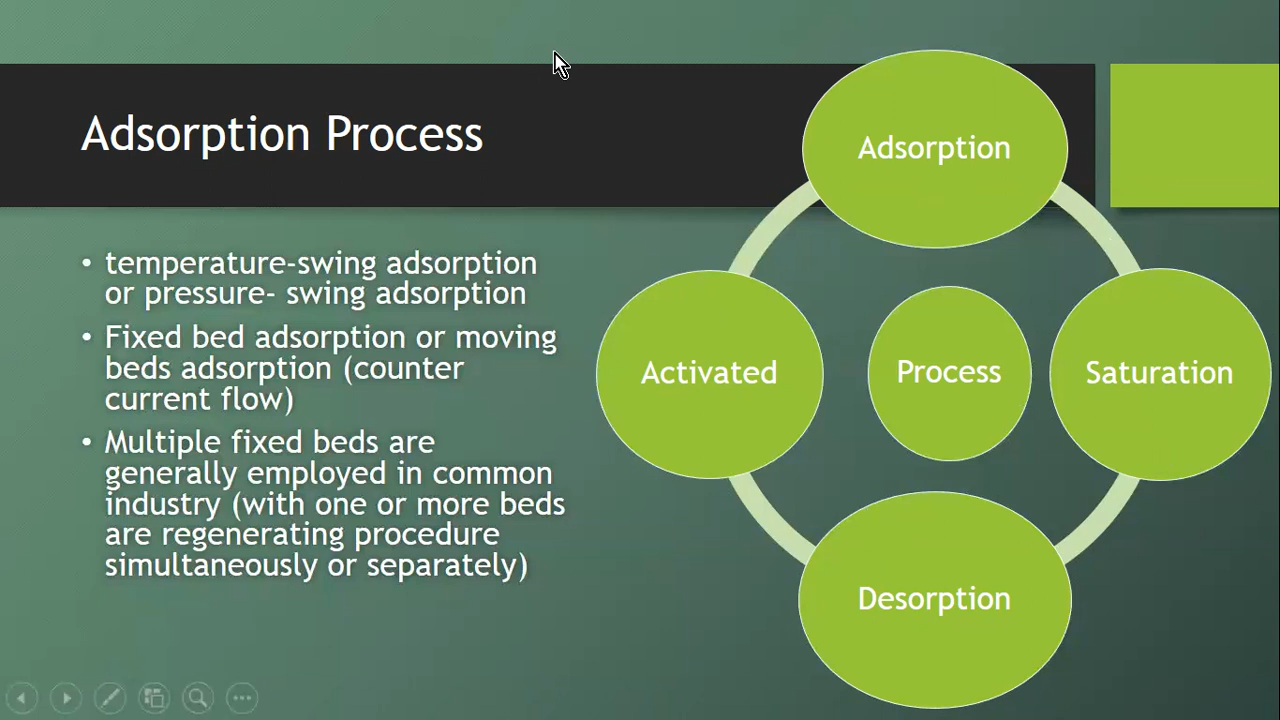 Adsorption Process
• temperature-swing adsorption
or pressure- swing adsorption
• Fixed bed adsorption or moving
beds adsorption (counter
current flow)
• Multiple fixed beds are
generally employed in common
industry (with one or more beds
are regenerating procedure
simultaneously or separately)
Adsorption
Activated
Process
Saturation
Desorption